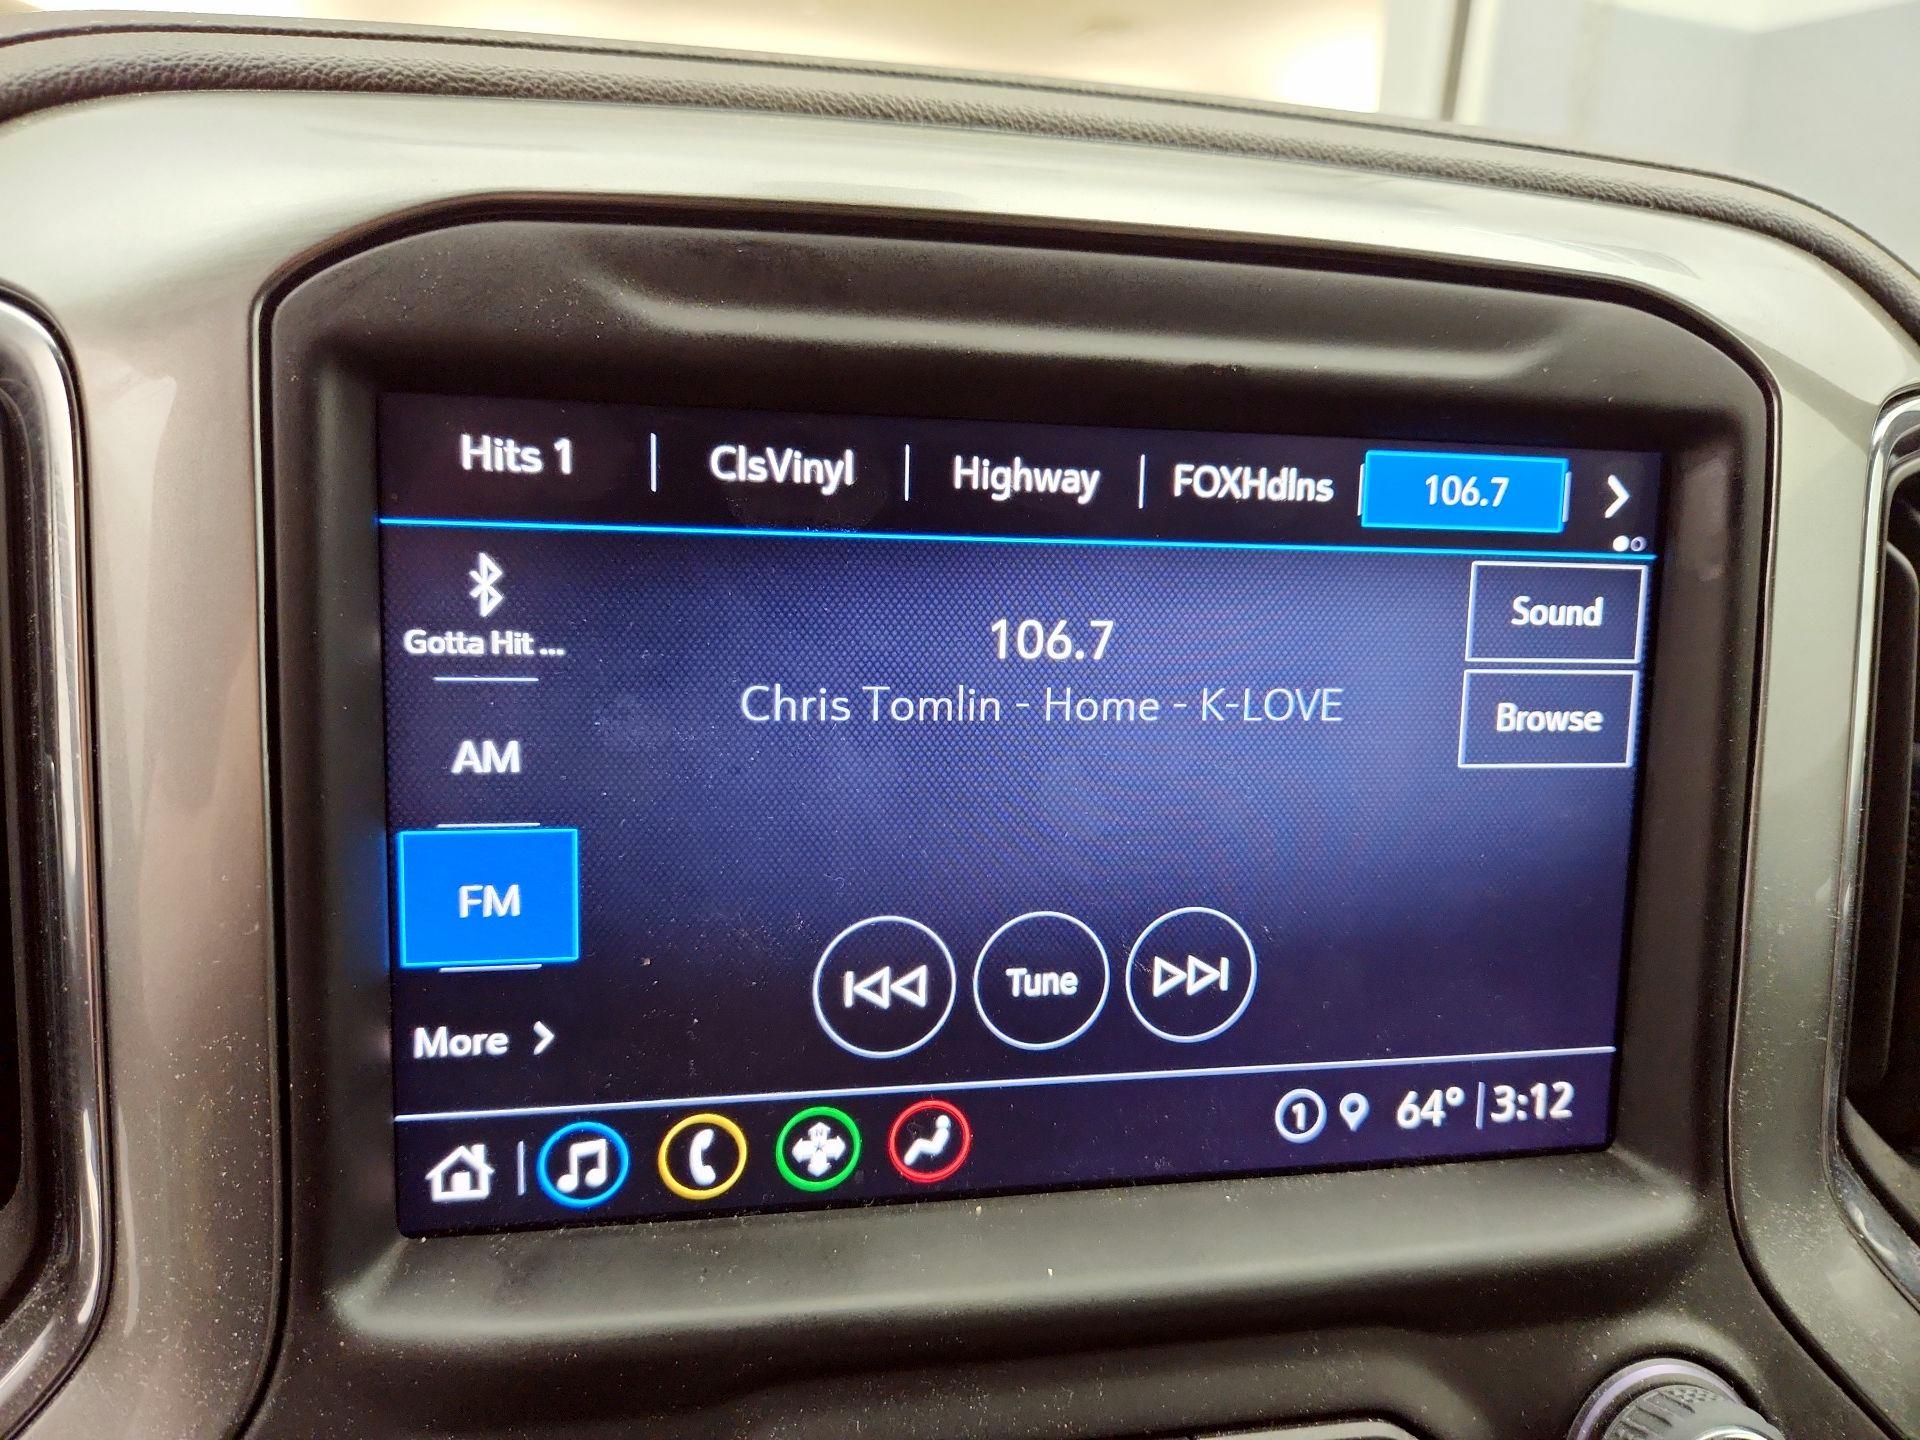 Hits 1
ClsVinyl
Highway
FOXHdlns
106.7
Gotta Hit ...
106.7
Sound
Chris Tomlin - Home - K-LOVE
Browse
AM
FM
Tune
More
1
64° 3:12